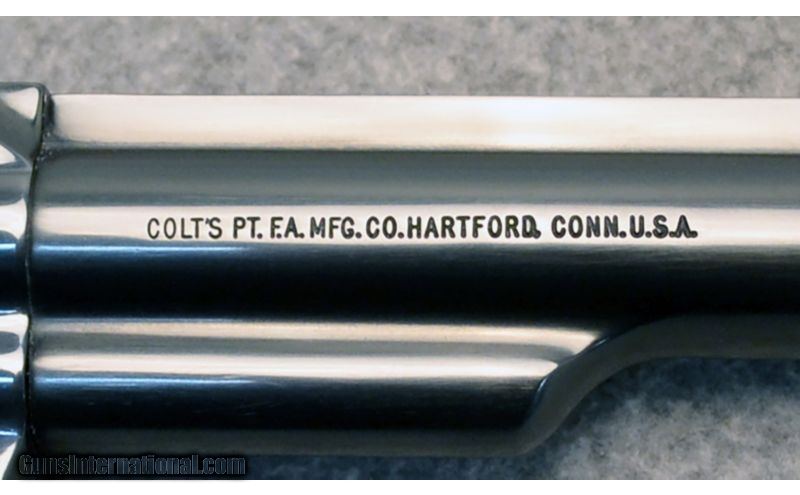 COLT'S PT. F.A. MFG. CO. HARTFORD, CONN. U.S.A.
GunsInternational.com